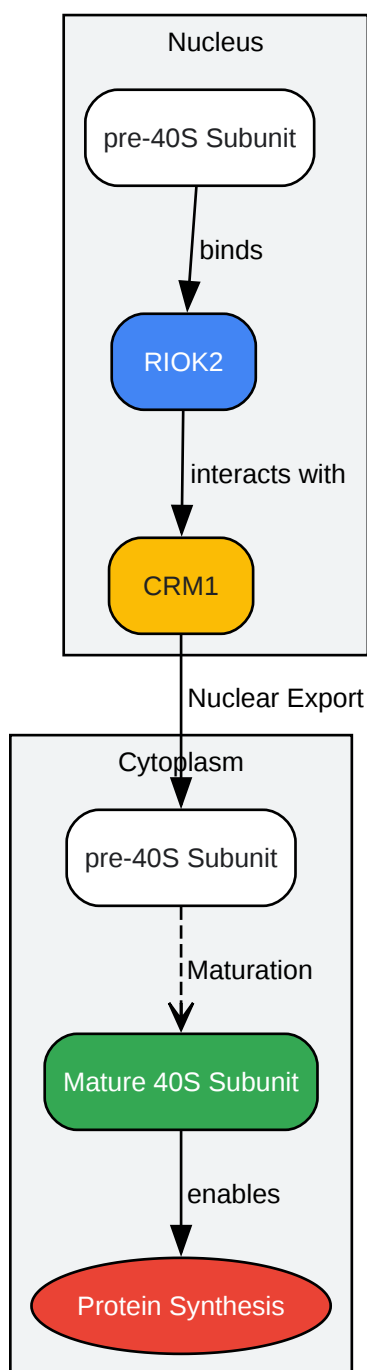 Nucleus
pre-40S Subunit
binds
RIOK2
interacts with
CRM1
Nuclear Export
Cytoplasm
pre-40S Subunit
Maturation
Mature 40S Subunit
enables
Protein Synthesis